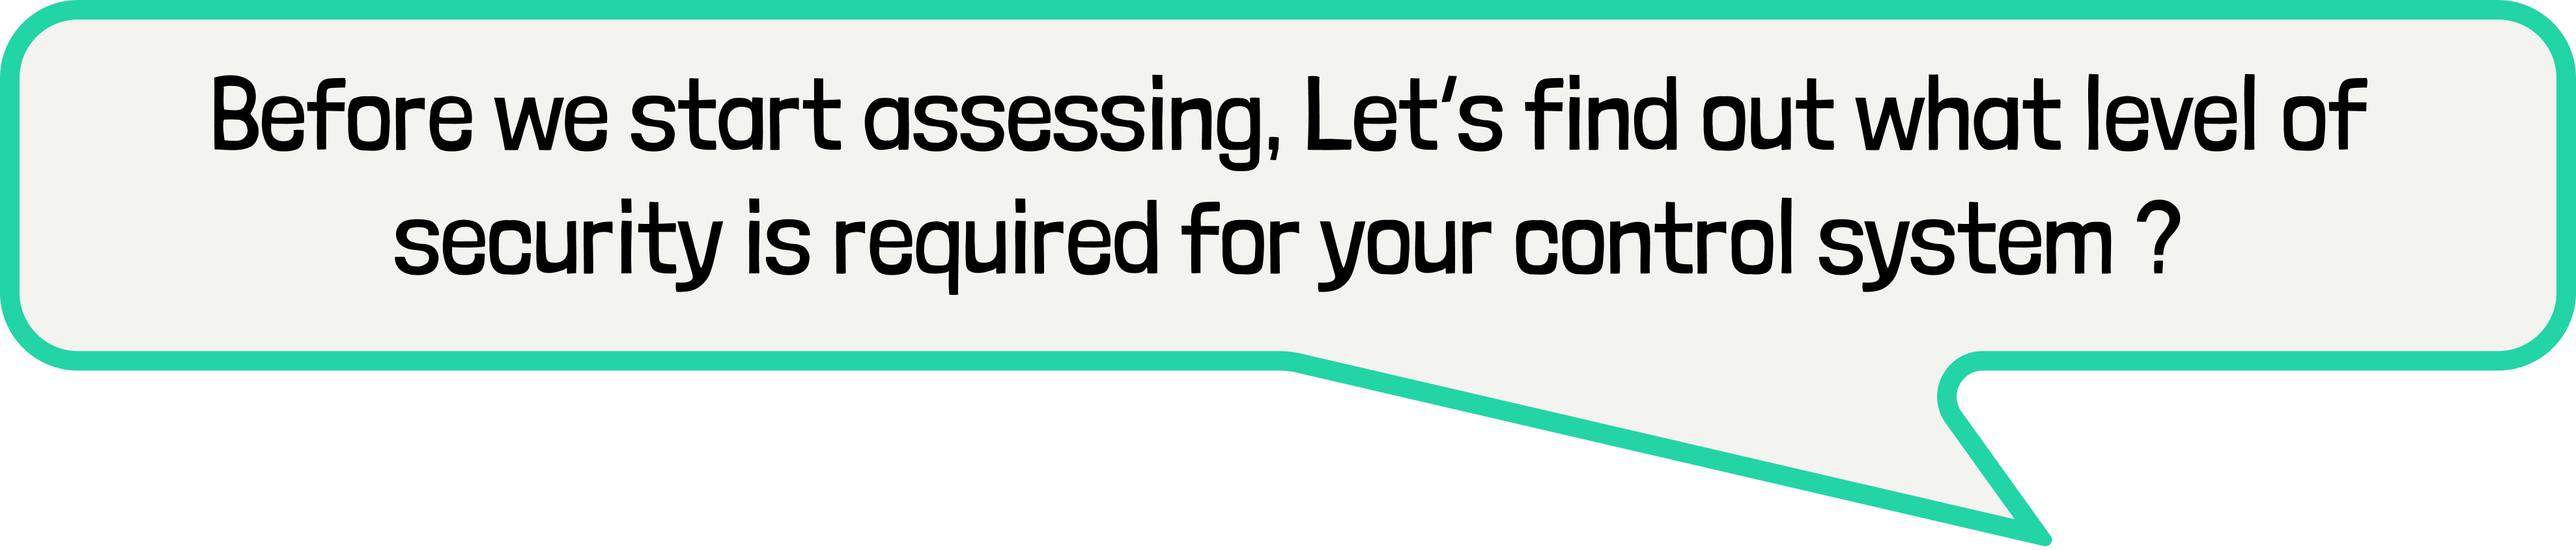 Before we start assessing, Let's find out what level of
security is required for your control system ?